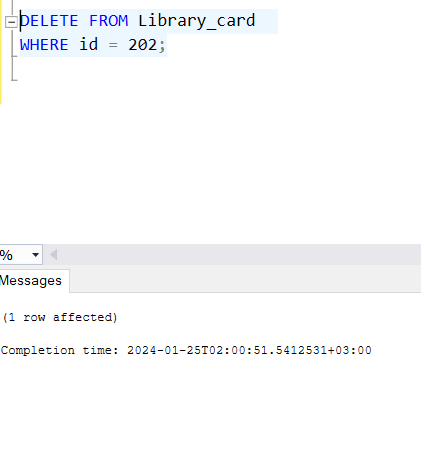 DELETE FROM Library_card
WHERE id = 202;
%
Messages
(1 row affected)
Completion time: 2024-01-25T02:00:51.5412531+03:00